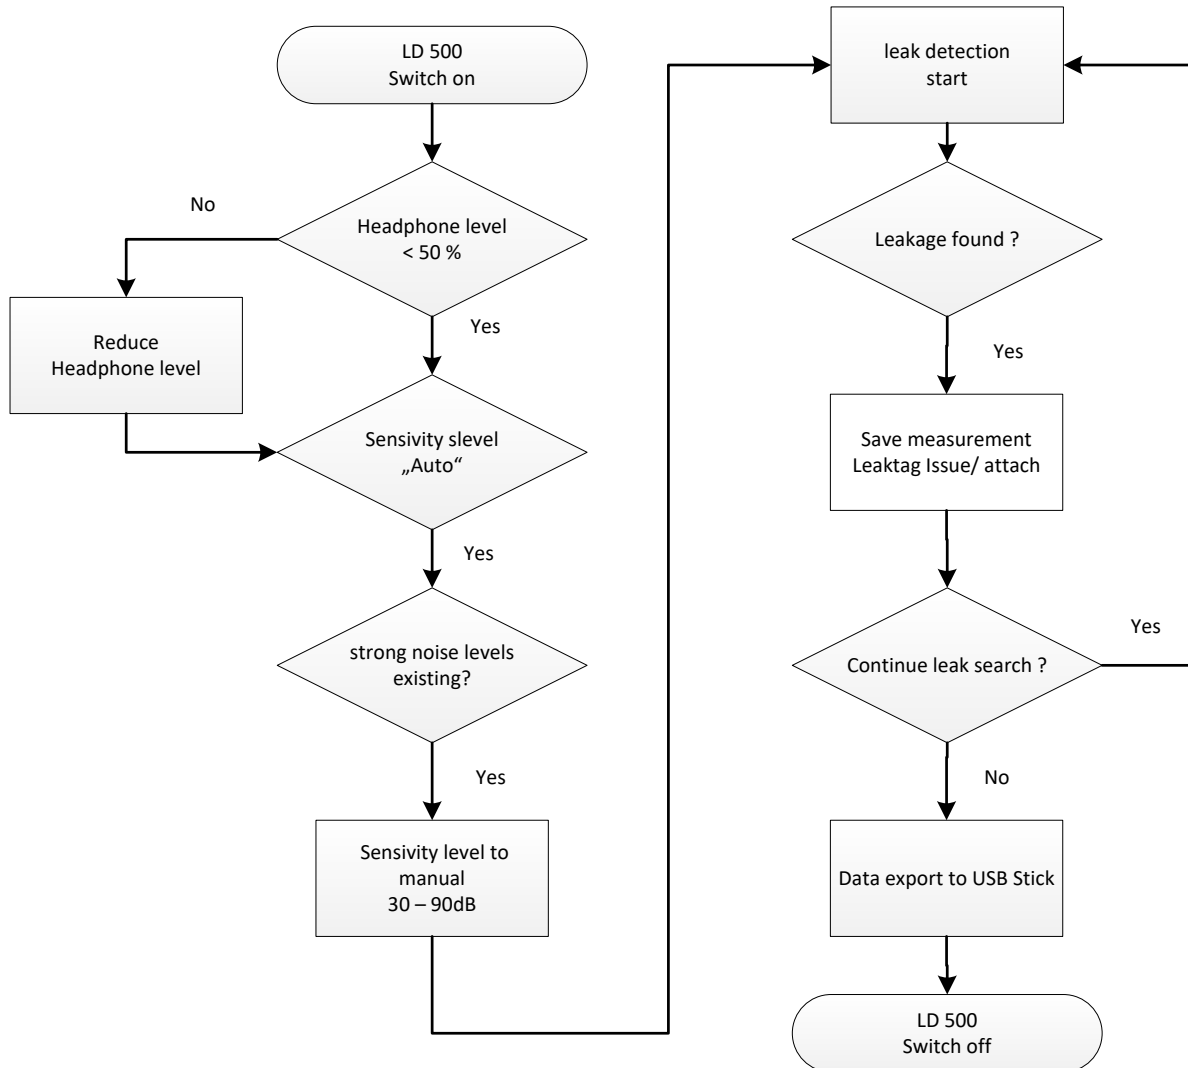 LD 500
Switch on
No
Headphone level
< 50 %
Reduce
Headphone level
Yes
Sensivity slevel
„Auto“
Yes
strong noise levels
existing?
Yes
Sensivity level to
manual
30 – 90dB
leak detection
start
Leakage found ?
Yes
Save measurement
Leaktag Issue/ attach
Continue leak search ?
Yes
No
Data export to USB Stick
LD 500
Switch off